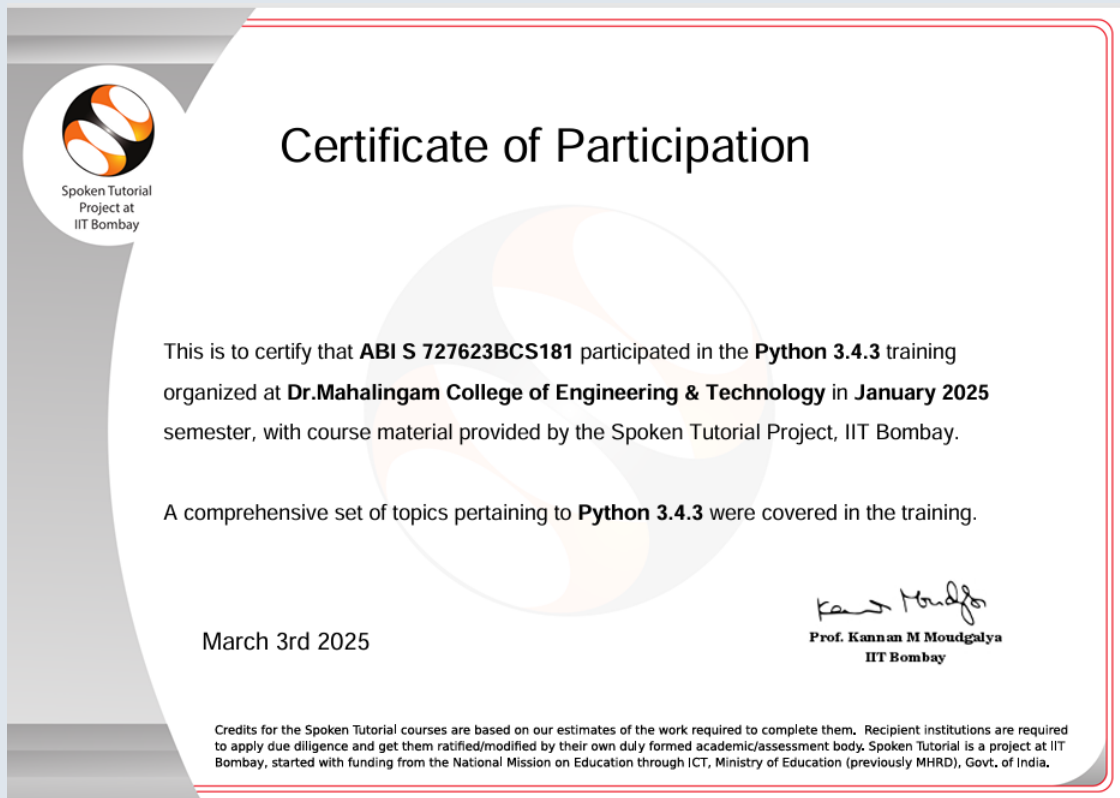 Certificate of Participation
Spoken Tutorial
Project at
IIT Bombay
This is to certify that ABI S 727623BCS181 participated in the Python 3.4.3 training
organized at Dr.Mahalingam College of Engineering & Technology in January 2025
semester, with course material provided by the Spoken Tutorial Project, IIT Bombay.
A comprehensive set of topics pertaining to Python 3.4.3 were covered in the training.
March 3rd 2025
Kannan Moudgalya
Prof. Kannan M Moudgalya
IIT Bombay
Credits for the Spoken Tutorial courses are based on our estimates of the work required to complete them. Recipient institutions are required
to apply due diligence and get them ratified/modified by their own duly formed academic/assessment body. Spoken Tutorial is a project at IIT
Bombay, started with funding from the National Mission on Education through ICT, Ministry of Education (previously MHRD), Govt. of India.